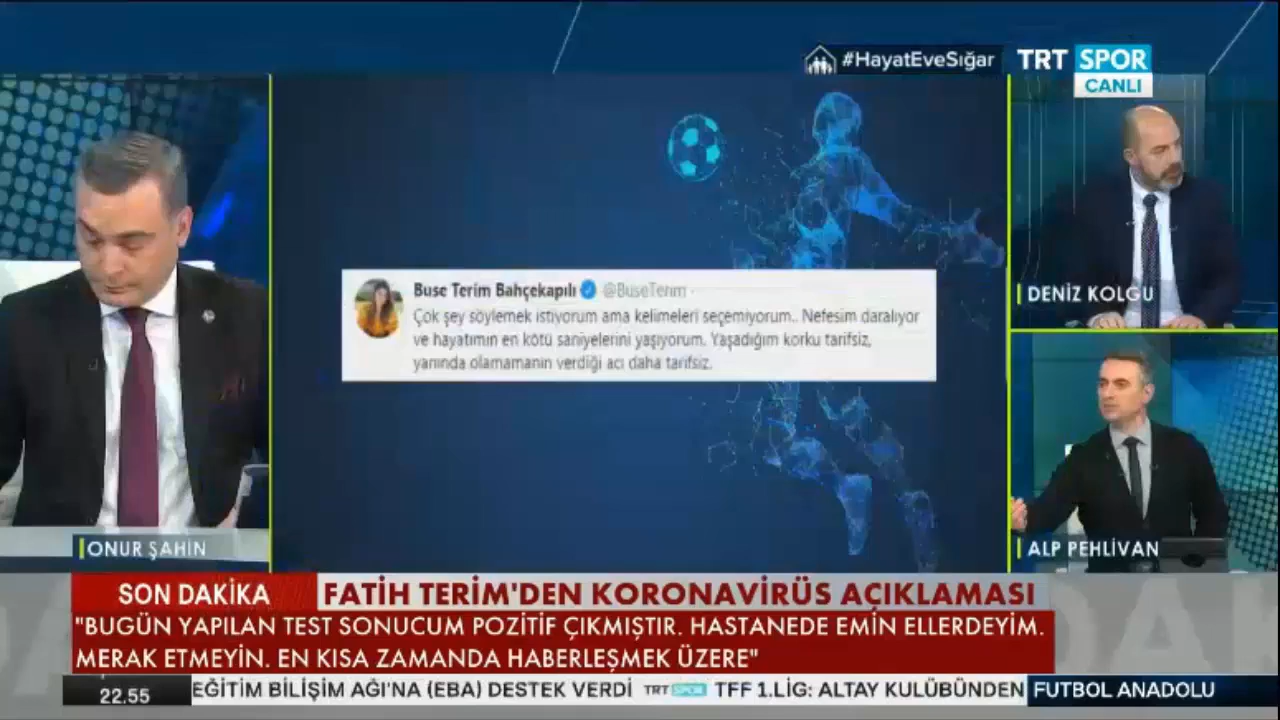 #HayatEveSığar
TRT SPOR
CANLI
Buse Terim Bahçekapılı @BuseTerim
Çok şey söylemek istiyorum ama kelimeleri seçemiyorum.. Nefesim daralıyor
ve hayatımın en kötü saniyelerini yaşıyorum. Yaşadığım korku tarifsiz,
yanında olamamanın verdiği acı daha tarifsiz.
DENİZ KOLGU
ONUR ŞAHİN
ALP PEHLİVAN
SON DAKİKA
FATİH TERİM'DEN KORONAVİRÜS AÇIKLAMASI
"BUGÜN YAPILAN TEST SONUCUM POZİTİF ÇIKMIŞTIR. HASTANEDE EMİN ELLERDEYİM.
MERAK ETMEYİN. EN KISA ZAMANDA HABERLEŞMEK ÜZERE"
22.55
EĞİTİM BİLİŞİM AĞI'NA (EBA) DESTEK VERDİ TRT SPOR TFF 1.LİG: ALTAY KULÜBÜNDEN
FUTBOL ANADOLU